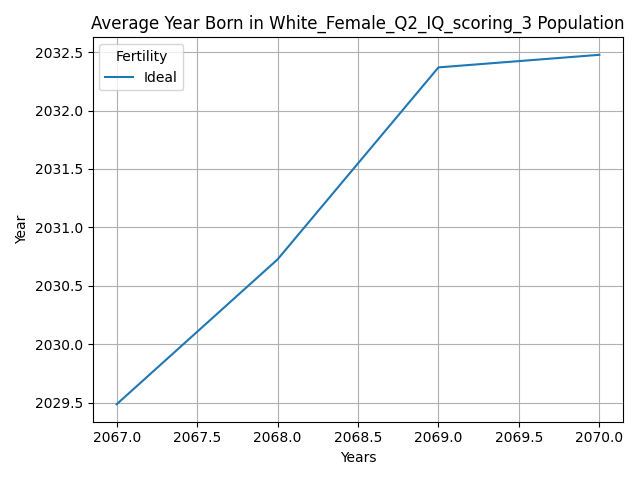 Average Year Born in White_Female_Q2_IQ_scoring_3 Population
Fertility
Ideal
2032.5
2032.0
2031.5
2031.0
2030.5
2030.0
2029.5
Year
2067.0 2067.5 2068.0 2068.5 2069.0 2069.5 2070.0
Years